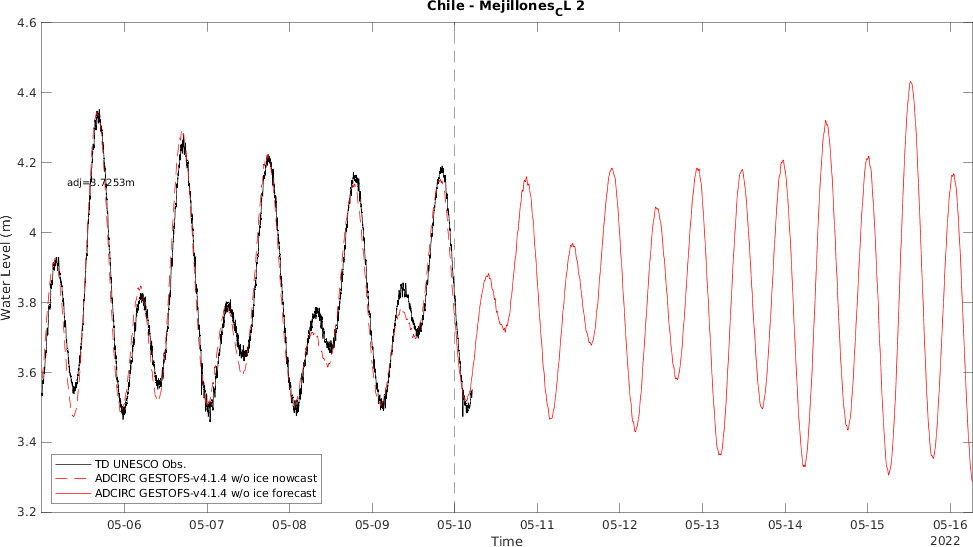 Chile - Mejillones_CL 2
4.6
4.4
4.2
4
3.8
3.6
3.4
3.2
Water Level (m)
adj=3.7253m
TD UNESCO Obs.
ADCIRC GESTOFS-v4.1.4 w/o ice nowcast
ADCIRC GESTOFS-v4.1.4 w/o ice forecast
05-06 05-07 05-08 05-09 05-10 05-11 05-12 05-13 05-14 05-15 05-16
Time
2022